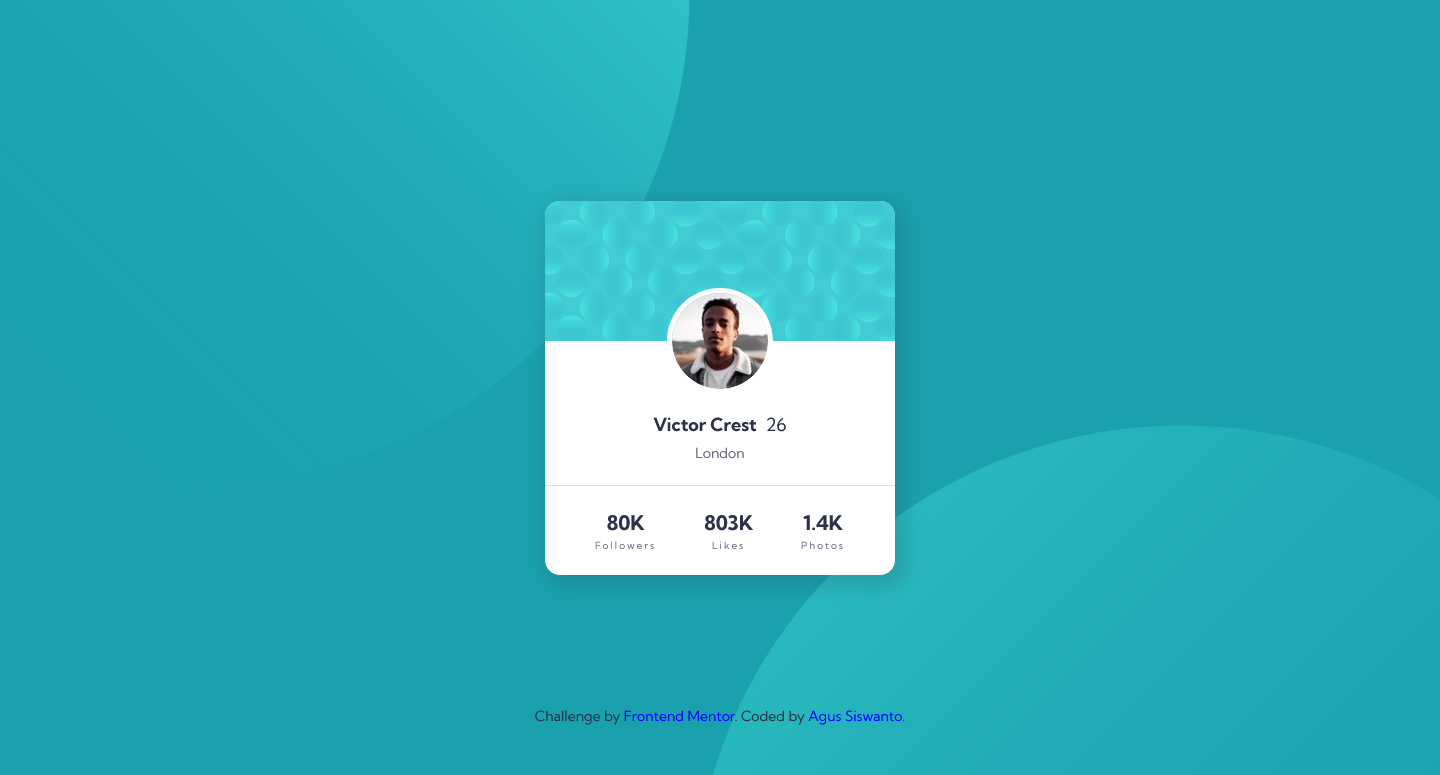 Victor Crest 26
London
80K 803K 1.4K
Followers Likes Photos
Challenge by Frontend Mentor. Coded by Agus Siswanto.